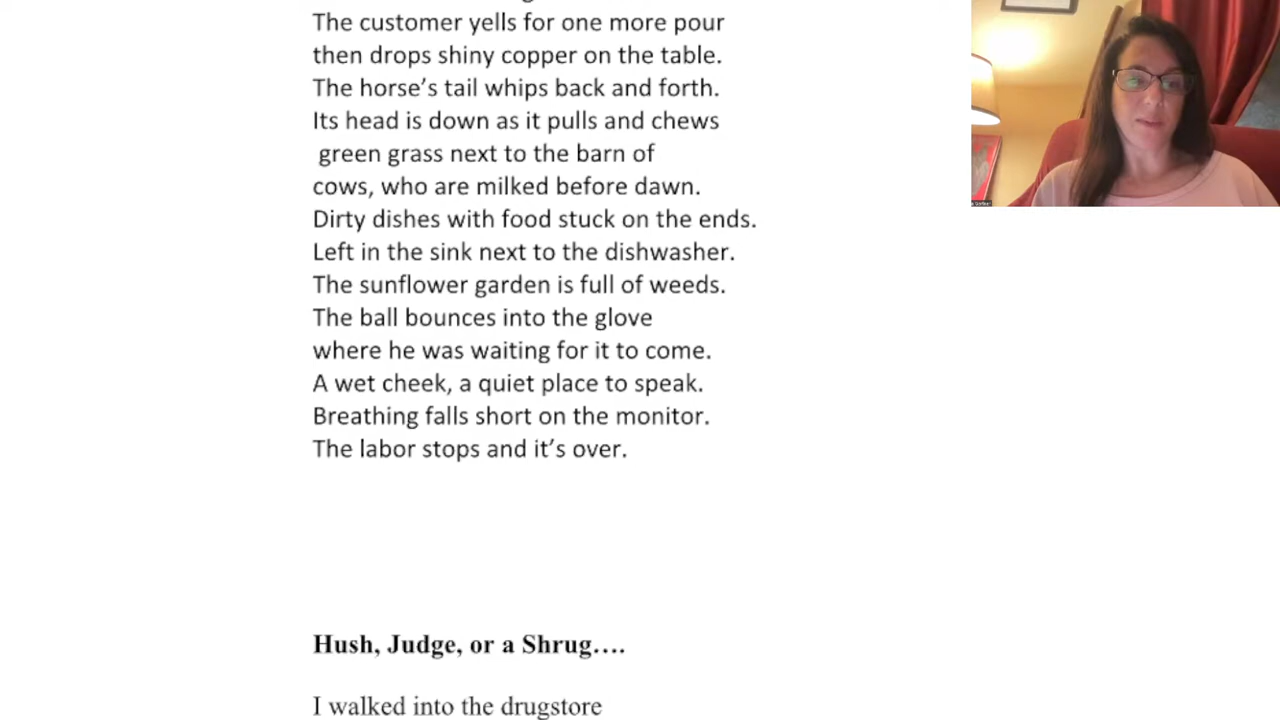 The customer yells for one more pour
then drops shiny copper on the table.
The horse’s tail whips back and forth.
Its head is down as it pulls and chews
green grass next to the barn of
cows, who are milked before dawn.
Dirty dishes with food stuck on the ends.
Left in the sink next to the dishwasher.
The sunflower garden is full of weeds.
The ball bounces into the glove
where he was waiting for it to come.
A wet cheek, a quiet place to speak.
Breathing falls short on the monitor.
The labor stops and it’s over.
Hush, Judge, or a Shrug….
I walked into the drugstore